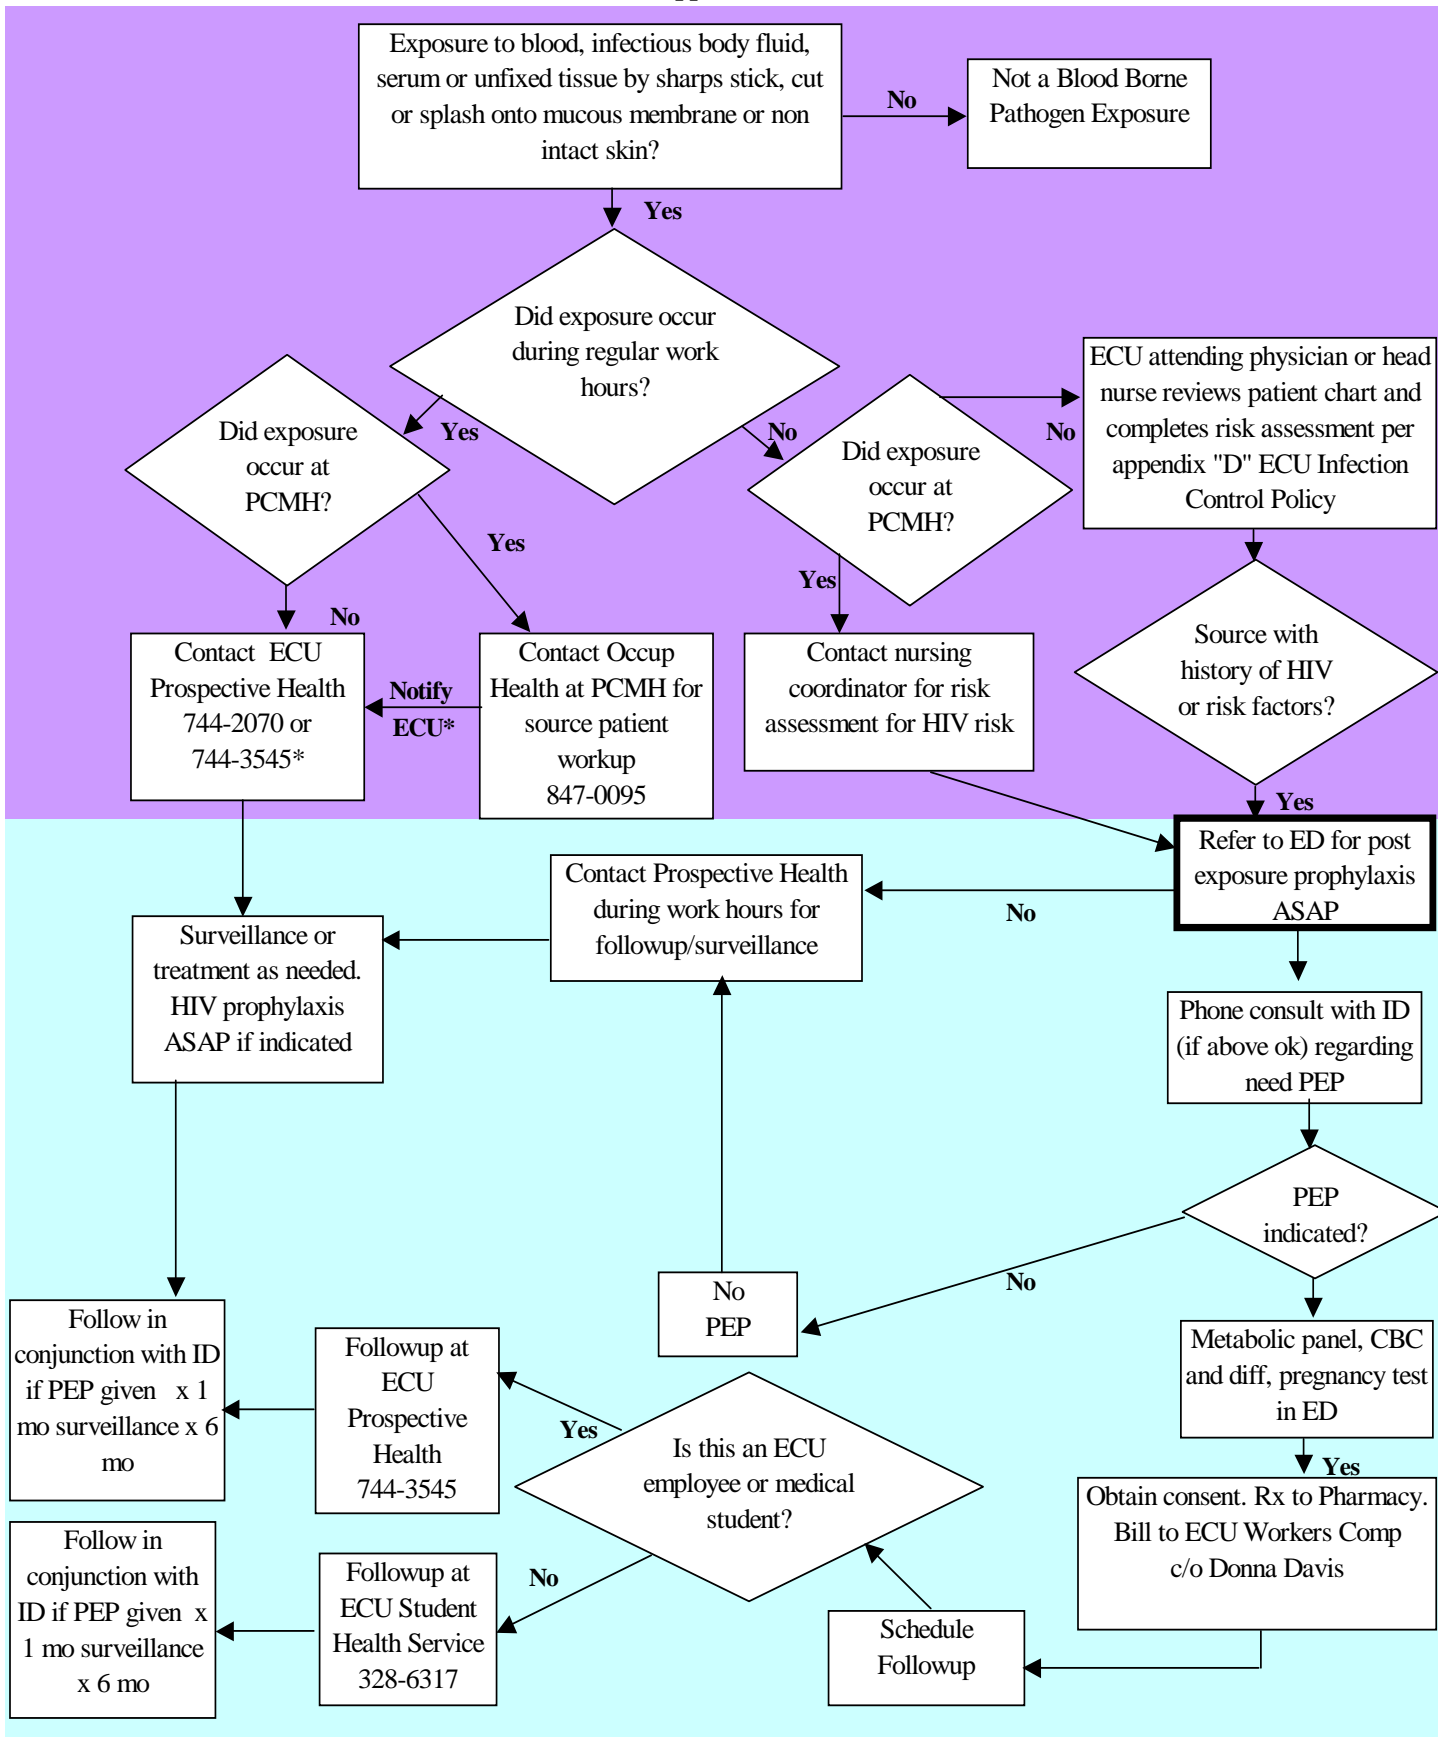 Exposure to blood, infectious body fluid,
serum or unfixed tissue by sharps stick, cut
or splash onto mucous membrane or non
intact skin?
No
Not a Blood Borne
Pathogen Exposure
Yes
Did exposure occur
during regular work
hours?
Yes
No
Did exposure
occur at
PCMH?
Did exposure
occur at
PCMH?
No
ECU attending physician or head
nurse reviews patient chart and
completes risk assessment per
appendix "D" ECU Infection
Control Policy
Yes
No
Yes
Contact ECU
Prospective Health
744-2070 or
744-3545*
Notify
ECU*
Contact Occup
Health at PCMH for
source patient
workup
847-0095
Contact nursing
coordinator for risk
assessment for HIV risk
Source with
history of HIV
or risk factors?
Yes
Refer to ED for post
exposure prophylaxis
ASAP
No
Contact Prospective Health
during work hours for
followup/surveillance
Surveillance or
treatment as needed.
HIV prophylaxis
ASAP if indicated
Phone consult with ID
(if above ok) regarding
need PEP
PEP
indicated?
No
No
PEP
Metabolic panel, CBC
and diff, pregnancy test
in ED
Yes
Obtain consent. Rx to Pharmacy.
Bill to ECU Workers Comp
c/o Donna Davis
Schedule
Followup
Is this an ECU
employee or medical
student?
Yes
Followup at
ECU
Prospective
Health
744-3545
Follow in
conjunction with ID
if PEP given x 1
mo surveillance x 6
mo
No
Followup at
ECU Student
Health Service
328-6317
Follow in
conjunction with
ID if PEP given x
1 mo surveillance
x 6 mo